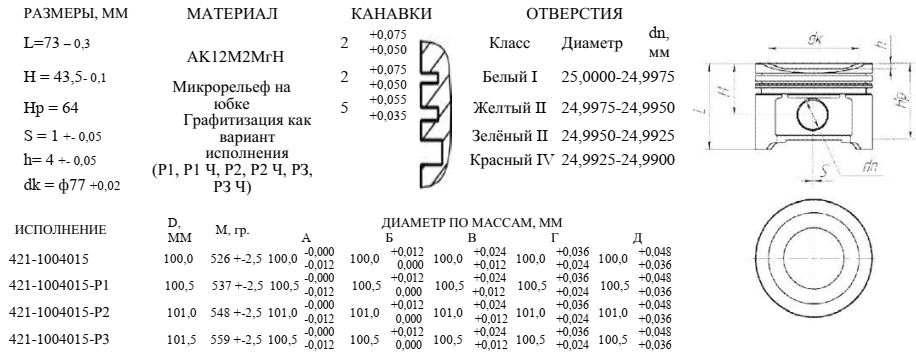 РАЗМЕРЫ, ММ
L=73 – 0,3
H = 43,5- 0,1
Hp = 64
S = 1 +- 0,05
h= 4 +- 0,05
dk = ф77 +0,02
МАТЕРИАЛ
АК12М2МгН
Микрорельеф на
юбке
Графитизация как
вариант
исполнения
(Р1, Р1 Ч, Р2, Р2 Ч, Р3,
Р3 Ч)
КАНАВКИ
2 +0,075 +0,050
2 +0,075 +0,050
5 +0,055 +0,035
ОТВЕРСТИЯ
Класс Диаметр dn, мм
Белый I 25,0000-24,9975
Желтый II 24,9975-24,9950
Зелёный II 24,9950-24,9925
Красный IV 24,9925-24,9900
dк
h
L
H
Hp
S
dn
ИСПОЛНЕНИЕ D, ММ М, гр. ДИАМЕТР ПО МАССАМ, ММ
А Б В Г Д
421-1004015 100,0 526 +-2,5 100,0 -0,000 -0,012 100,0 +0,012 0,000 100,0 +0,024 +0,012 100,0 +0,036 +0,024 100,0 +0,048 +0,036
421-1004015-Р1 100,5 537 +-2,5 100,5 -0,000 -0,012 100,5 +0,012 0,000 100,5 +0,024 +0,012 100,5 +0,036 +0,024 100,5 +0,048 +0,036
421-1004015-Р2 101,0 548 +-2,5 101,0 -0,000 -0,012 101,0 +0,012 0,000 101,0 +0,024 +0,012 101,0 +0,036 +0,024 101,0 +0,048 +0,036
421-1004015-Р3 101,5 559 +-2,5 100,5 -0,000 -0,012 100,5 +0,012 0,000 100,5 +0,024 +0,012 100,5 +0,036 +0,024 100,5 +0,048 +0,036